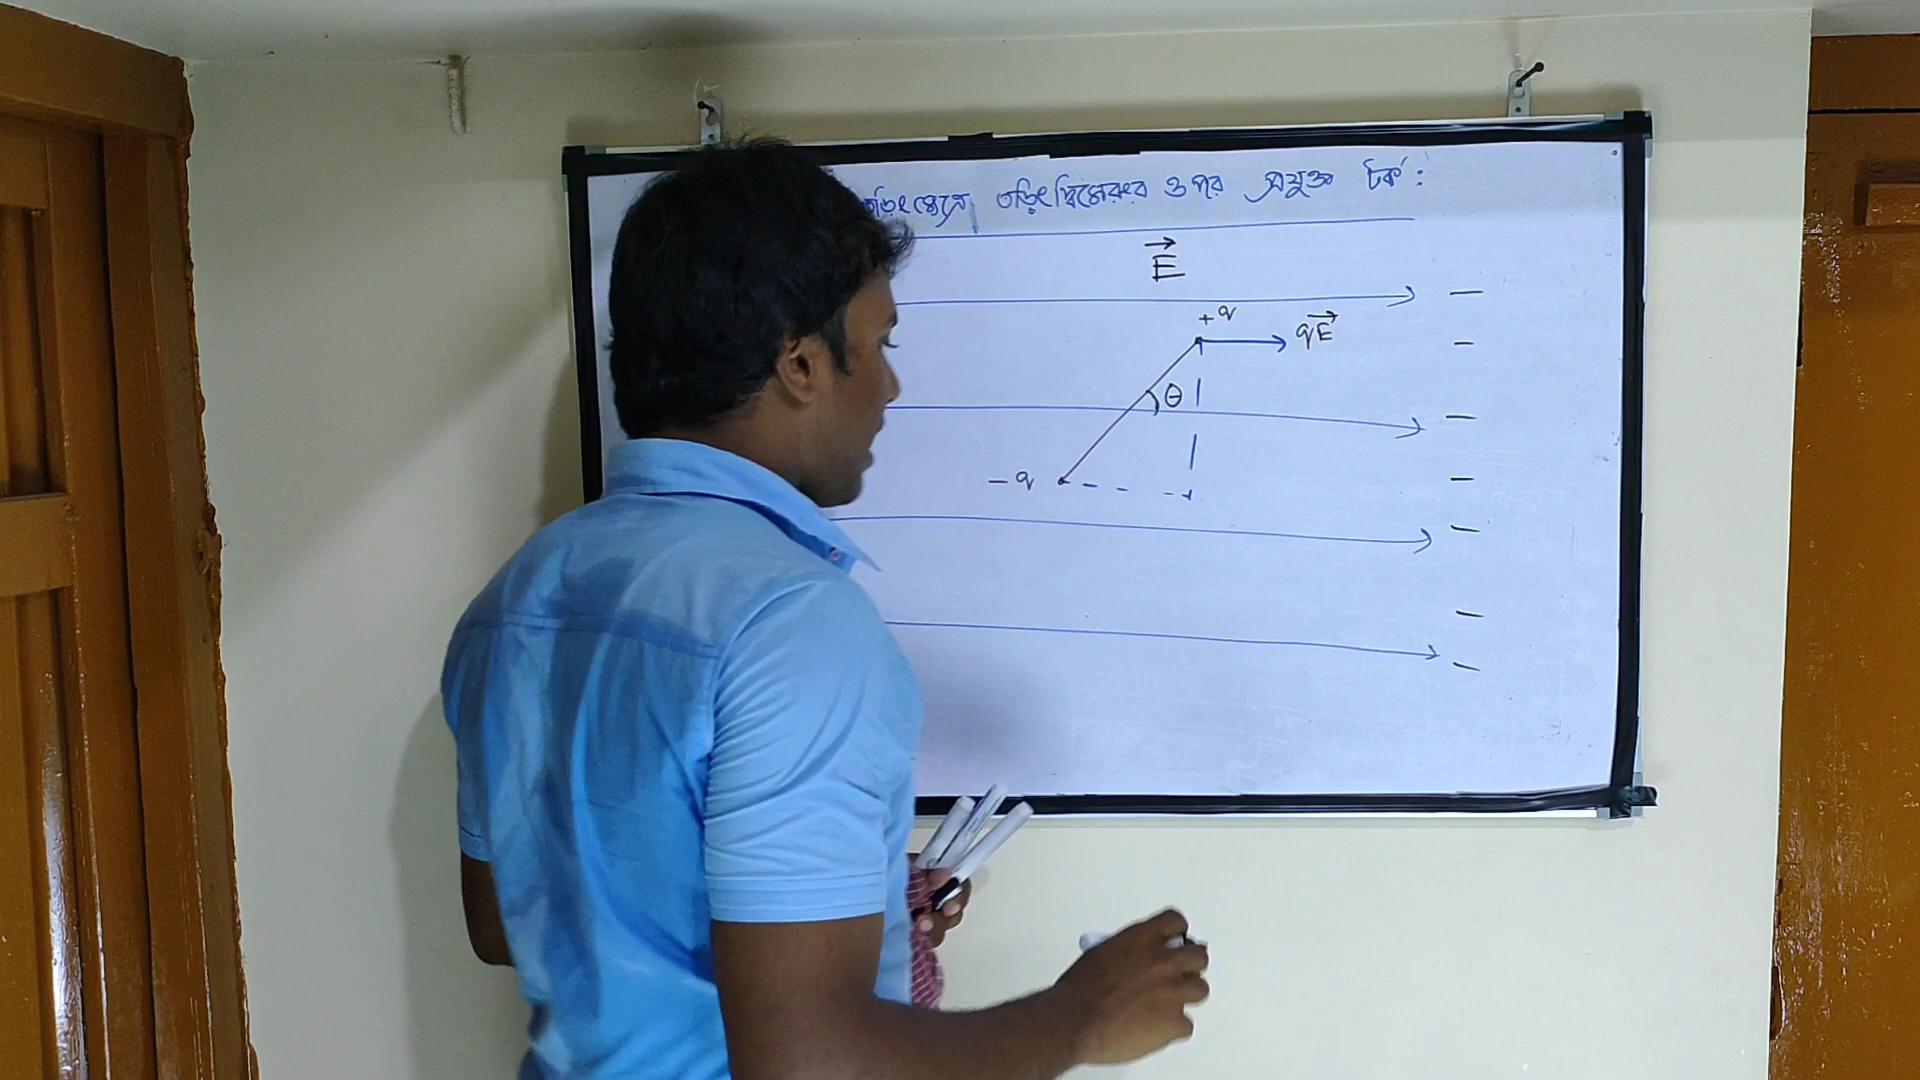 তড়িৎক্ষেত্রে তড়িৎদ্বিমেরুর ওপর প্রযুক্ত টর্ক :
E⃗
+q
qE⃗
θ
−q